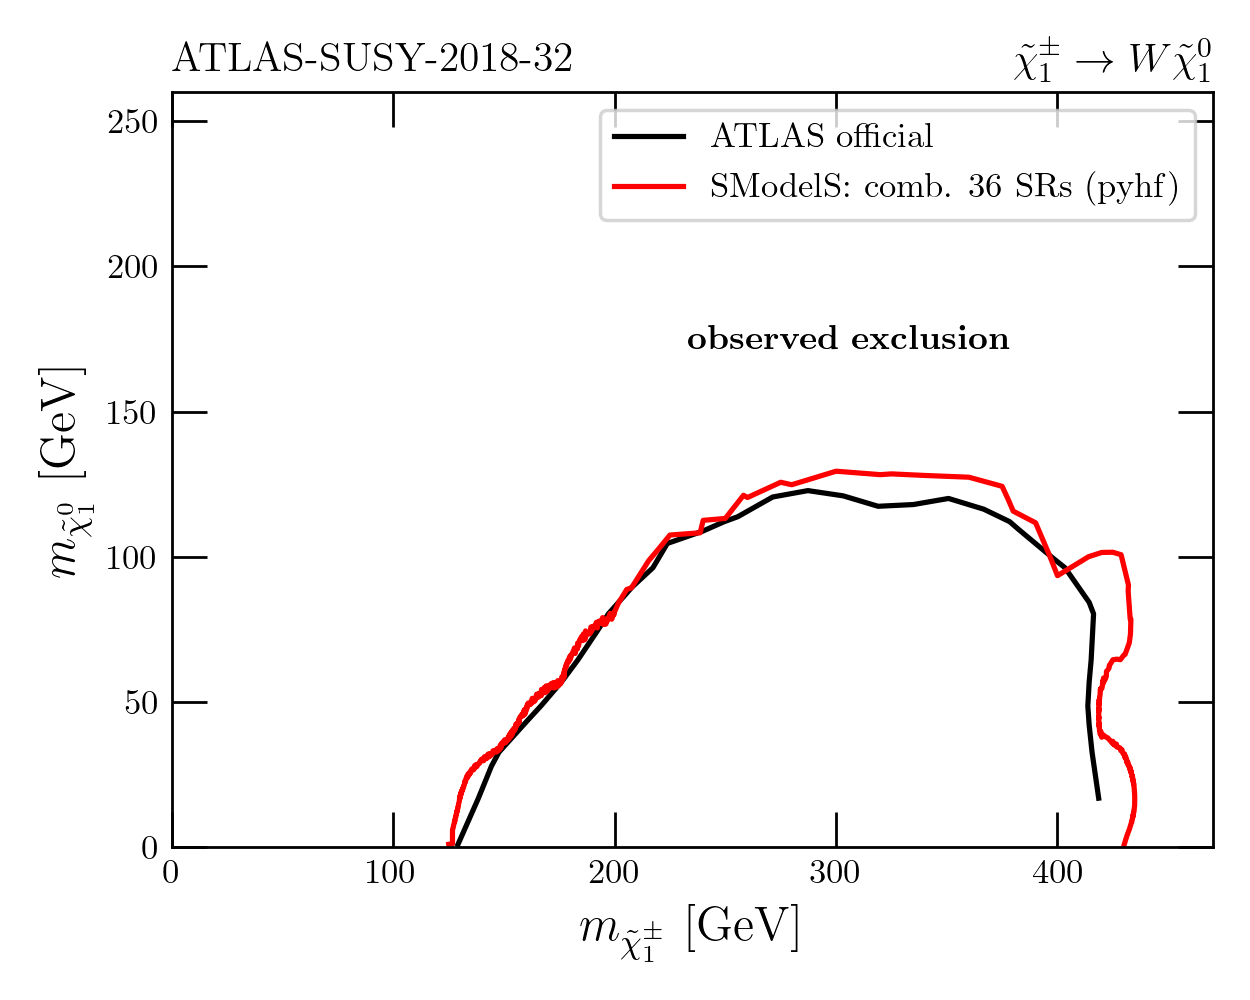 ATLAS-SUSY-2018-32
χ̃₁^± → W χ̃₁⁰
ATLAS official
SModelS: comb. 36 SRs (pyhf)
observed exclusion
250
200
150
100
50
0
m_χ̃₁⁰ [GeV]
0 100 200 300 400
m_χ̃₁^± [GeV]